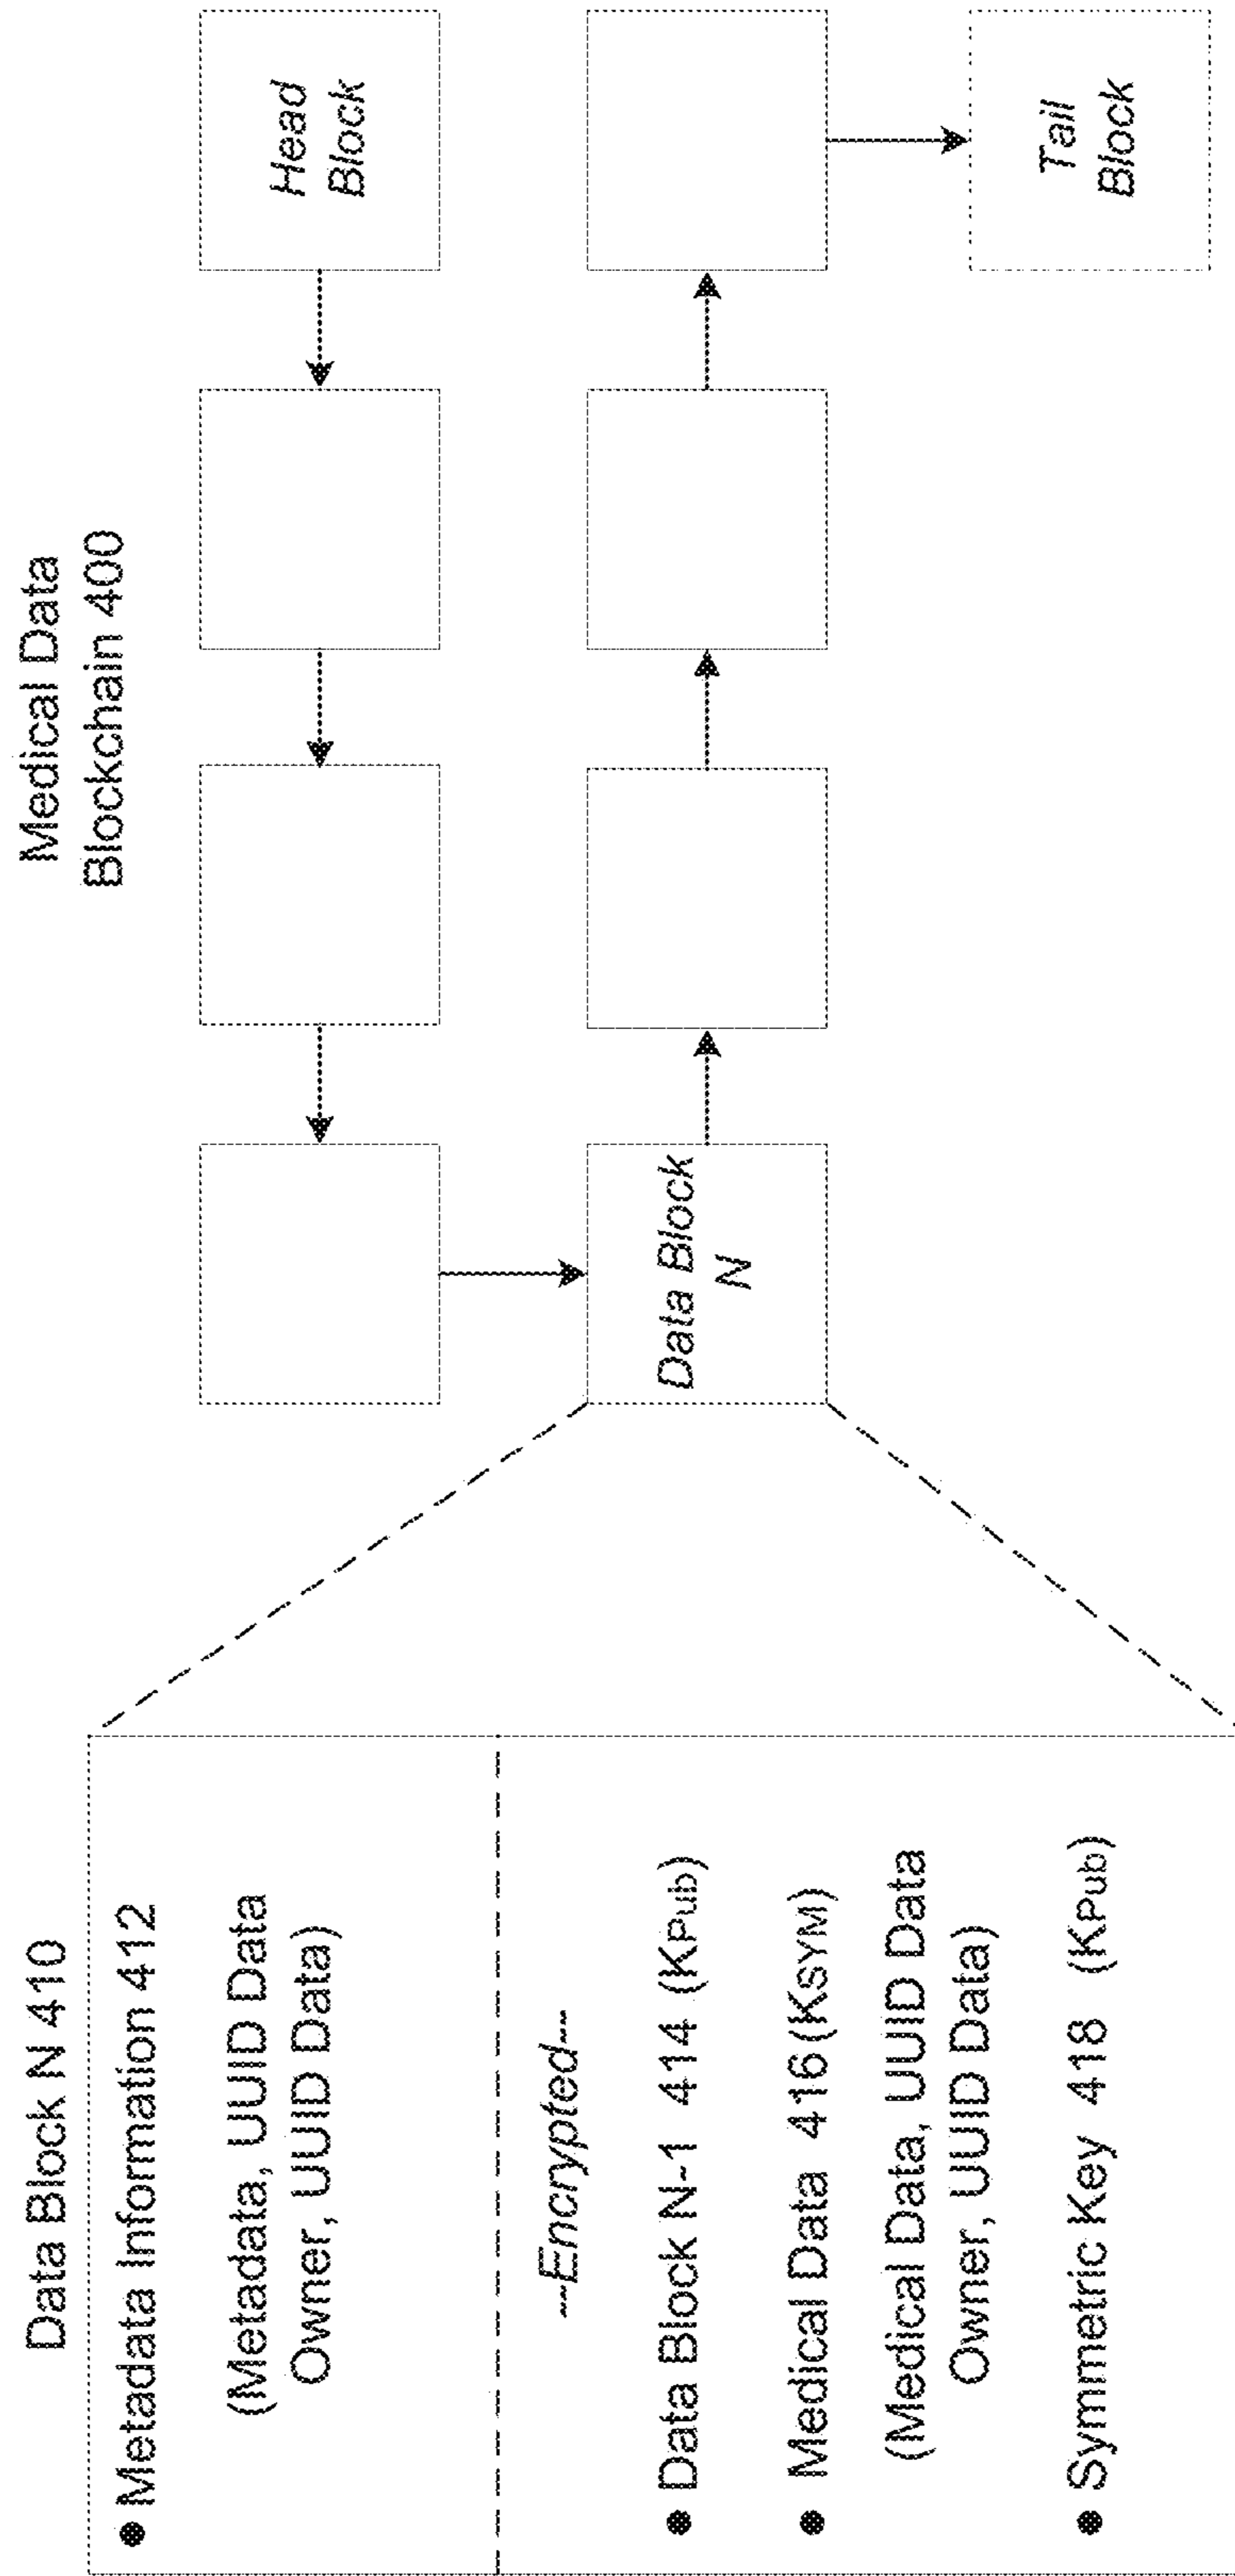 Data Block N 410
● Metadata Information 412
(Metadata, UUID Data
Owner, UUID Data)
---Encrypted---
● Data Block N-1 414 (KPub)
● Medical Data 416 (KSYM)
(Medical Data, UUID Data
Owner, UUID Data)
● Symmetric Key 418 (KPub)
Medical Data
Blockchain 400
Head
Block
Data Block
N
Tail
Block